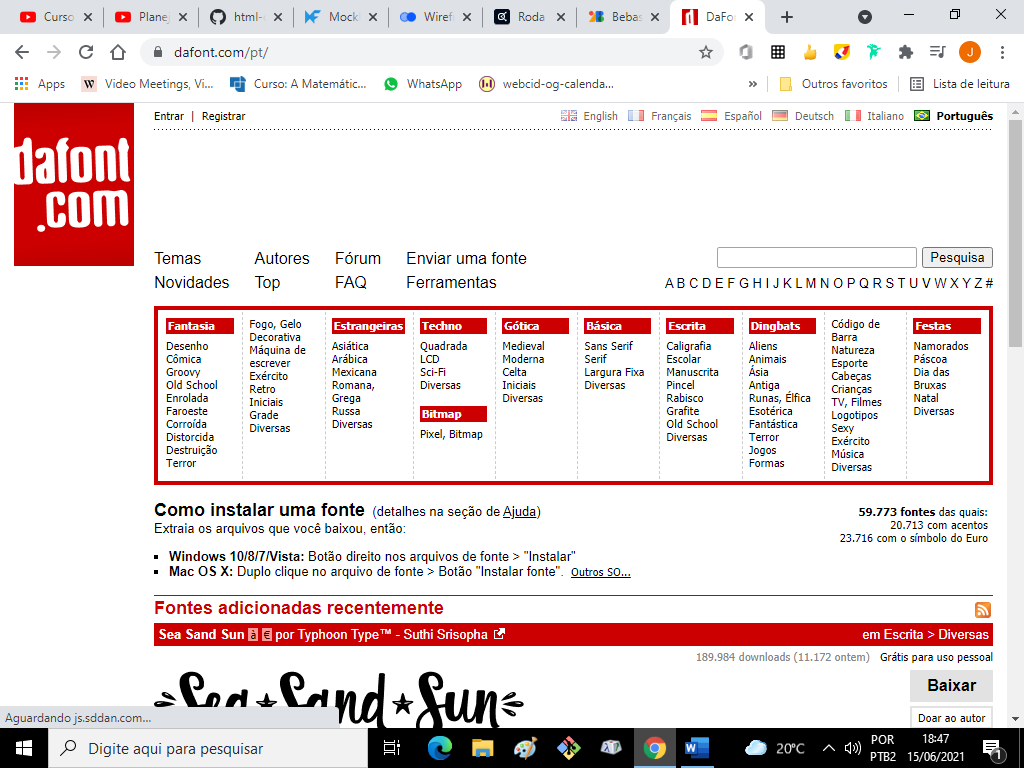 Curso
Planej
html-
Mock
Wiref
Roda
Bebas
DaFon
dafont.com/pt/
J
Apps
W Video Meetings, Vi...
Curso: A Matemátic...
WhatsApp
webcid-og-calenda...
»
Outros favoritos
Lista de leitura
dafont
.com
Entrar | Registrar
English Français Español Deutsch Italiano Português
Temas Autores Fórum Enviar uma fonte
Pesquisa
Novidades Top FAQ Ferramentas
A B C D E F G H I J K L M N O P Q R S T U V W X Y Z #
Fantasia
Desenho
Cômica
Groovy
Old School
Enrolada
Faroeste
Corroída
Distorcida
Destruição
Terror
Fogo, Gelo
Decorativa
Máquina de
escrever
Exército
Retro
Iniciais
Grade
Diversas
Estrangeiras
Asiática
Arábica
Mexicana
Romana,
Grega
Russa
Diversas
Techno
Quadrada
LCD
Sci-Fi
Diversas
Bitmap
Pixel, Bitmap
Gótica
Medieval
Moderna
Celta
Iniciais
Diversas
Básica
Sans Serif
Serif
Largura Fixa
Diversas
Escrita
Caligrafia
Escolar
Manuscrita
Pincel
Rabisco
Grafite
Old School
Diversas
Dingbats
Aliens
Animais
Ásia
Antiga
Runas, Élfica
Esotérica
Fantástica
Terror
Jogos
Formas
Código de
Barra
Natureza
Esporte
Cabeças
Crianças
TV, Filmes
Logotipos
Sexy
Exército
Música
Diversas
Festas
Namorados
Páscoa
Dia das
Bruxas
Natal
Diversas
Como instalar uma fonte (detalhes na seção de Ajuda)
Extraia os arquivos que você baixou, então:
59.773 fontes das quais:
20.713 com acentos
23.716 com o símbolo do Euro
▪ Windows 10/8/7/Vista: Botão direito nos arquivos de fonte > "Instalar"
▪ Mac OS X: Duplo clique no arquivo de fonte > Botão "Instalar fonte". Outros SO...
Fontes adicionadas recentemente
Sea Sand Sun à € por Typhoon Type™ - Suthi Srisopha
em Escrita > Diversas
189.984 downloads (11.172 ontem) Grátis para uso pessoal
Sea Sand Sun
Baixar
Doar ao autor
Aguardando js.sddan.com...
Digite aqui para pesquisar
20°C
POR
PTB2
18:47
15/06/2021
1